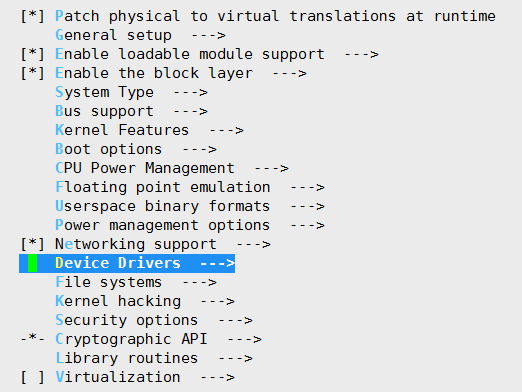 [*] Patch physical to virtual translations at runtime
General setup  --->
[*] Enable loadable module support  --->
[*] Enable the block layer  --->
System Type  --->
Bus support  --->
Kernel Features  --->
Boot options  --->
CPU Power Management  --->
Floating point emulation  --->
Userspace binary formats  --->
Power management options  --->
[*] Networking support  --->
Device Drivers  --->
File systems  --->
Kernel hacking  --->
Security options  --->
-*- Cryptographic API  --->
Library routines  --->
[ ] Virtualization  --->